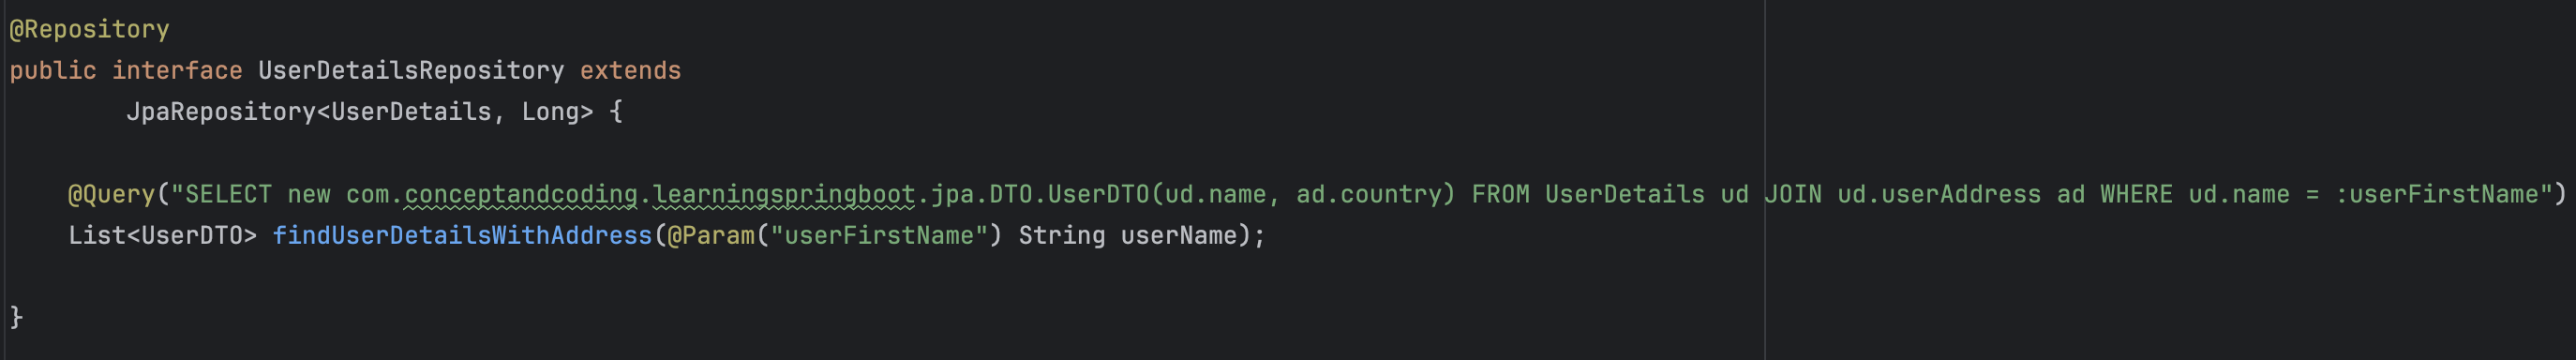 @Repository
public interface UserDetailsRepository extends
        JpaRepository<UserDetails, Long> {
    @Query("SELECT new com.conceptandcoding.learningspringboot.jpa.DTO.UserDTO(ud.name, ad.country) FROM UserDetails ud JOIN ud.userAddress ad WHERE ud.name = :userFirstName")
    List<UserDTO> findUserDetailsWithAddress(@Param("userFirstName") String userName);
}